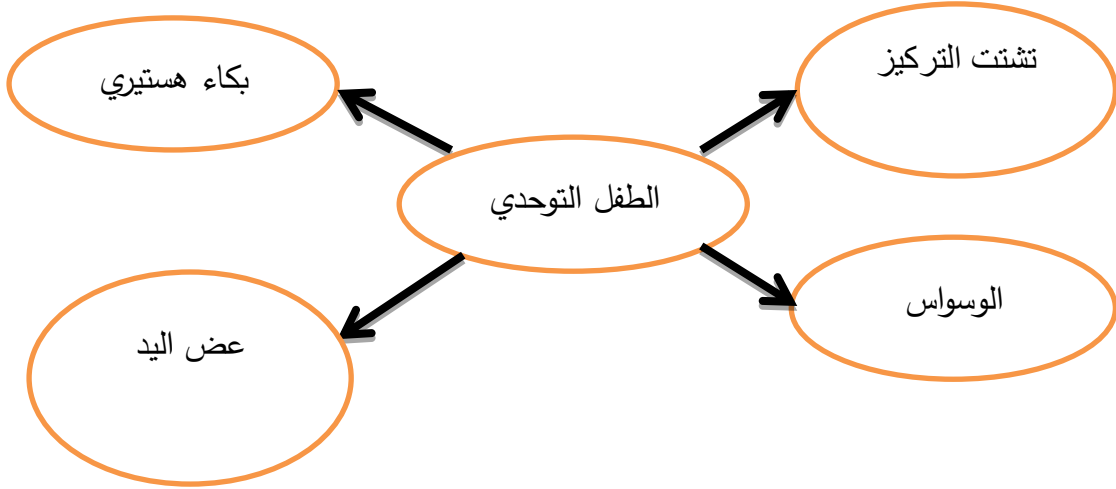 تشتت التركيز
بكاء هستيري
الطفل التوحدي
الوسواس
عض اليد